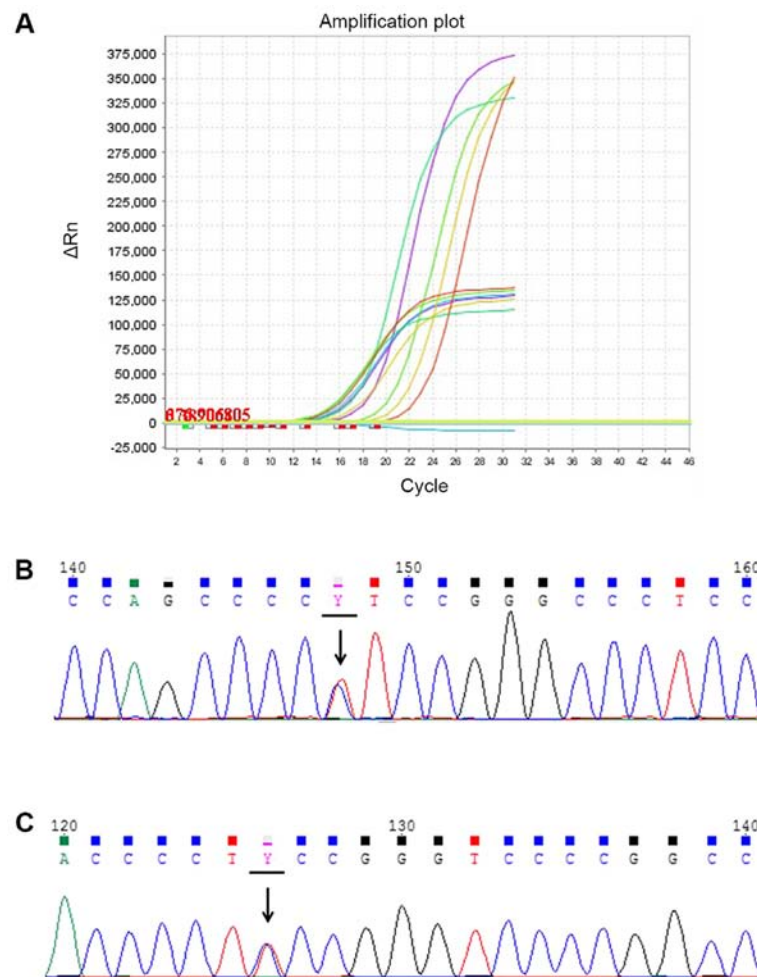 A
Amplification plot
375,000
350,000
325,000
300,000
275,000
250,000
225,000
200,000
175,000
150,000
125,000
100,000
75,000
50,000
25,000
0
-25,000
ΔRn
2 4 6 8 10 12 14 16 18 20 22 24 26 28 30 32 34 36 38 40 42 44 46
Cycle
B
140 150 160
C C A G C C C C Y T C C G G G C C C T C C
C
120 130 140
A C C C C T Y C C G G G T C C C C G G C C